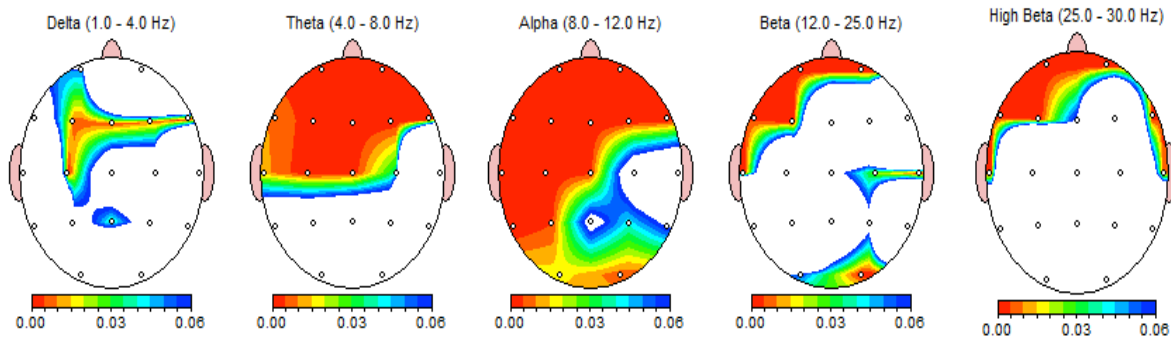 Delta (1.0 - 4.0 Hz)
Theta (4.0 - 8.0 Hz)
Alpha (8.0 - 12.0 Hz)
Beta (12.0 - 25.0 Hz)
High Beta (25.0 - 30.0 Hz)
0.00 0.03 0.06
0.00 0.03 0.06
0.00 0.03 0.06
0.00 0.03 0.06
0.00 0.03 0.06